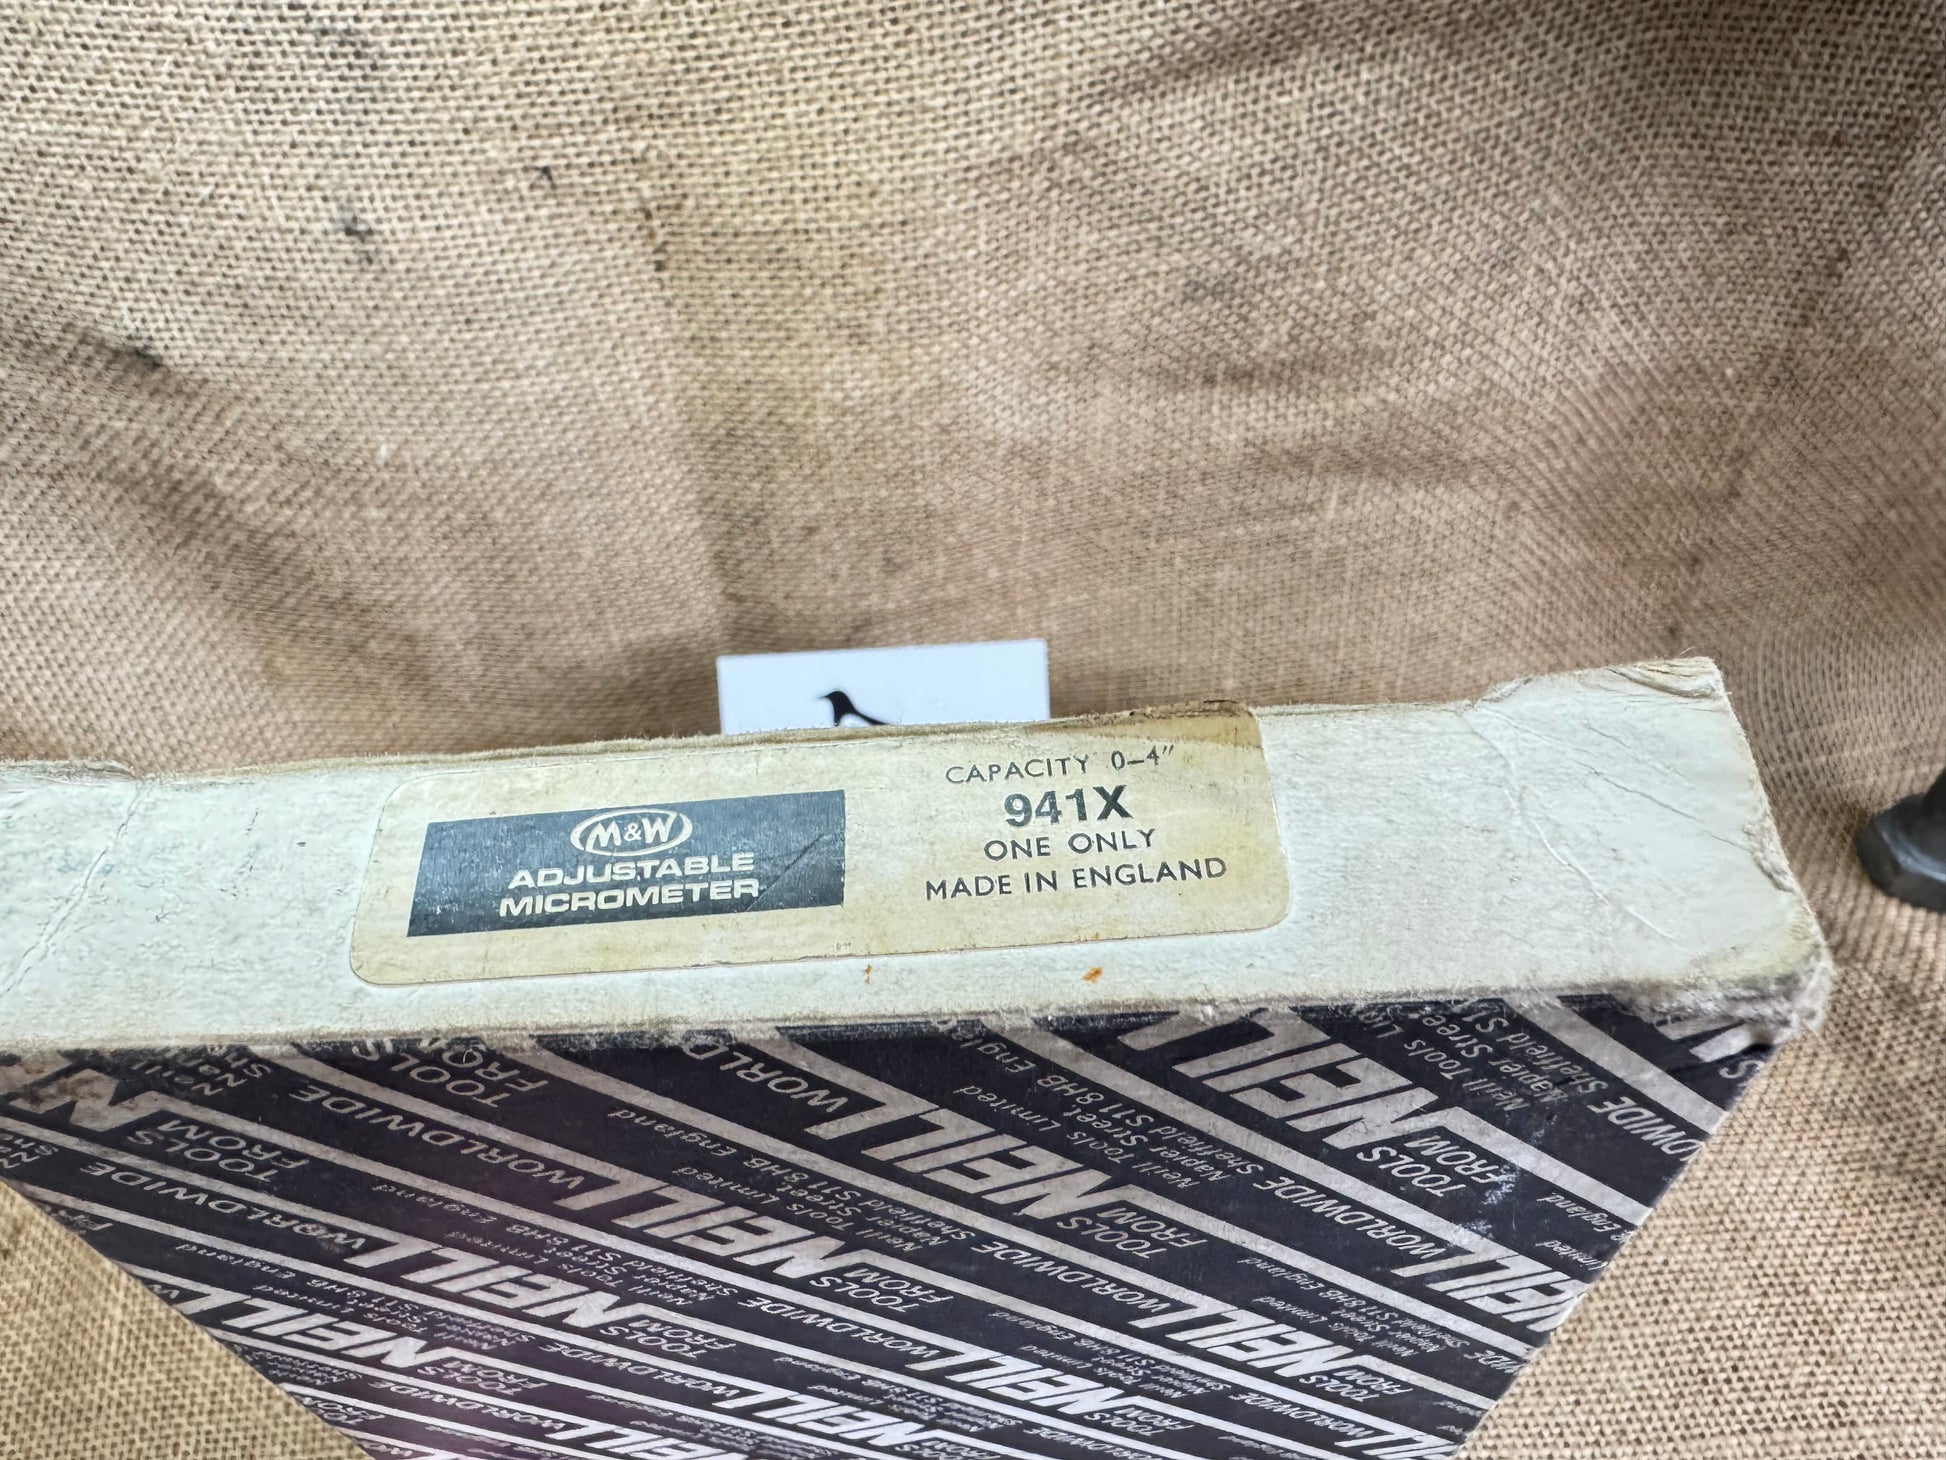 M&W
ADJUSTABLE
MICROMETER
CAPACITY 0–4"
941X
ONE ONLY
MADE IN ENGLAND
TOOLS
FROM
NEILL
WORLDWIDE
Neill Tools Limited
Napier Street
Sheffield S11 8HB England